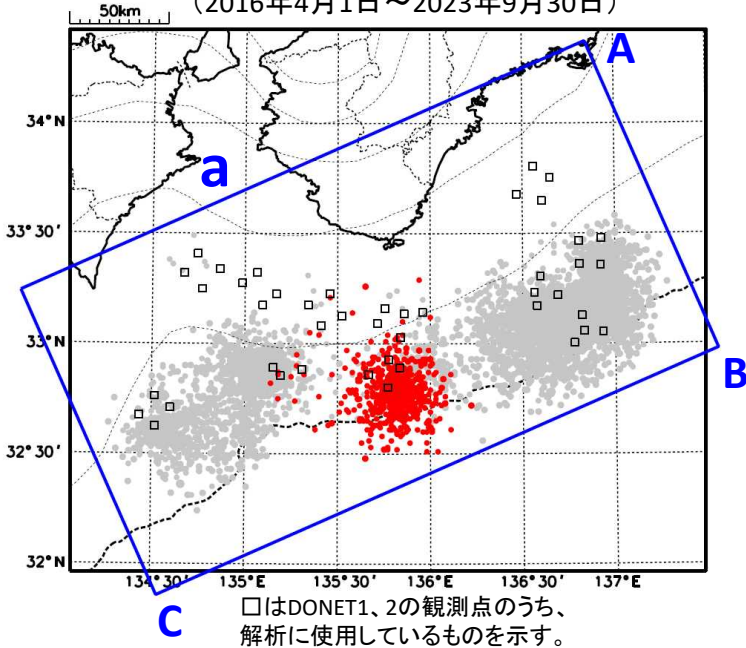 50km
（2016年4月1日～2023年9月30日）
A
34°N
a
33°30′
33°N
B
32°30′
32°N
134°30′ 135°E 135°30′ 136°E 136°30′ 137°E
C
□はDONET1、2の観測点のうち、
解析に使用しているものを示す。